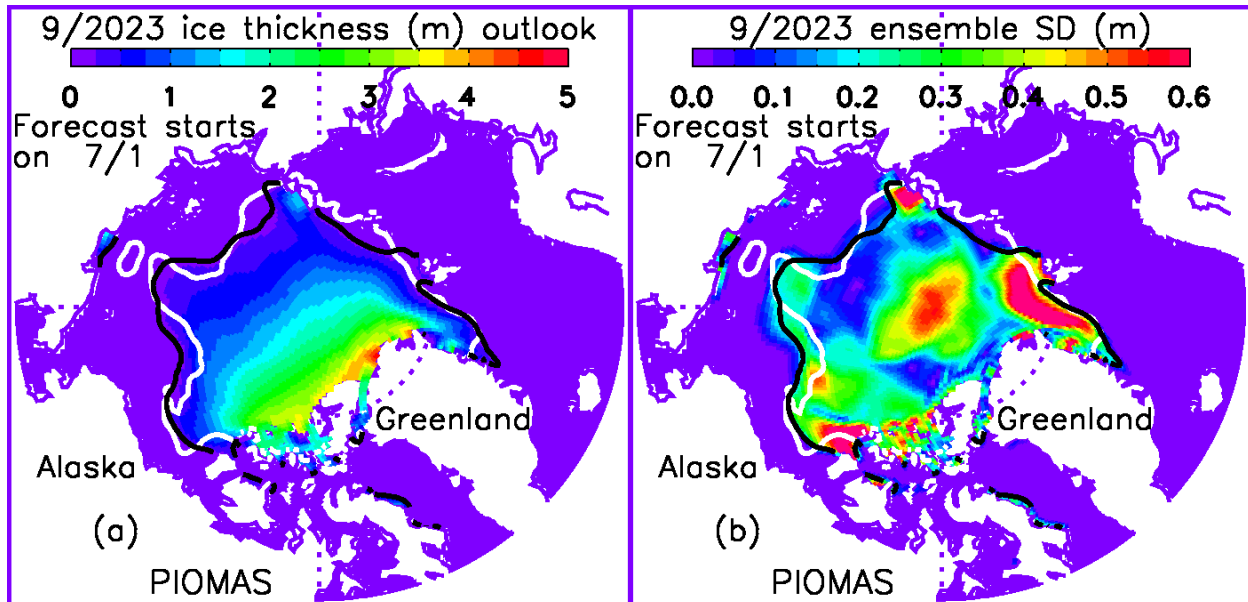 9/2023 ice thickness (m) outlook
0 1 2 3 4 5
Forecast starts
on 7/1
Greenland
Alaska
(a)
PIOMAS
9/2023 ensemble SD (m)
0.0 0.1 0.2 0.3 0.4 0.5 0.6
Forecast starts
on 7/1
Greenland
Alaska
(b)
PIOMAS